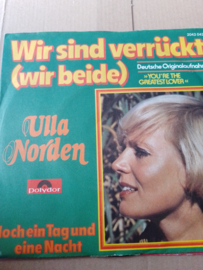 Wir sind verrückt
(wir beide)
Deutsche Originalaufnahme
»YOU'RE THE
GREATEST LOVER«
Ulla
Norden
Polydor
Noch ein Tag und
eine Nacht